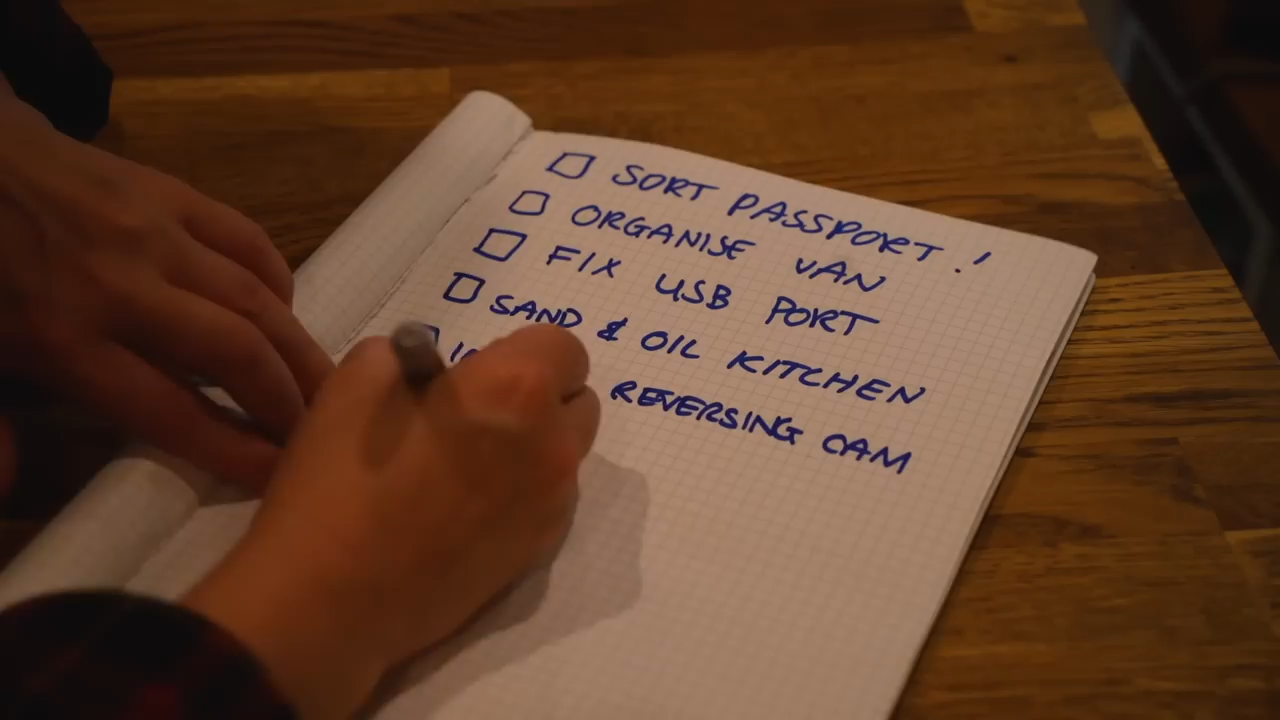 SORT PASSPORT!
ORGANISE VAN
FIX USB PORT
SAND & OIL KITCHEN
REVERSING CAM